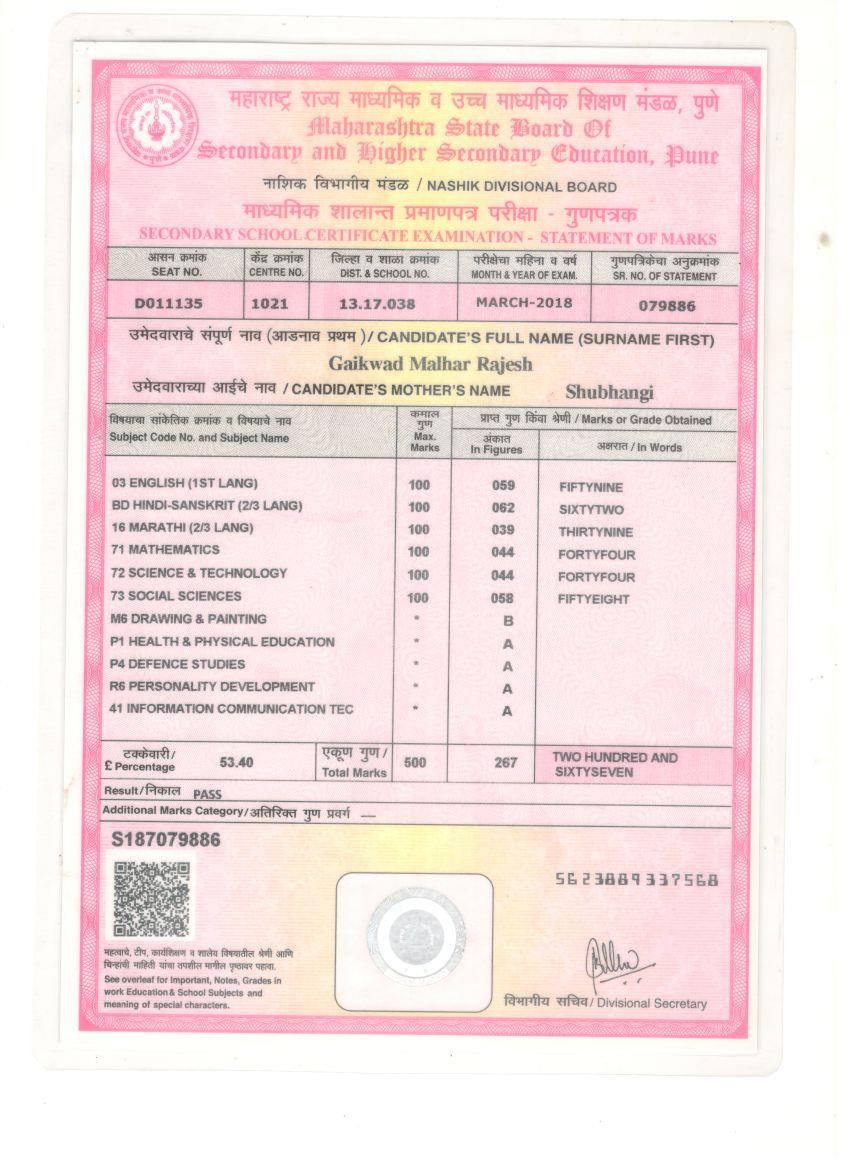 महाराष्ट्र राज्य माध्यमिक व उच्च माध्यमिक शिक्षण मंडळ, पुणे
Maharashtra State Board Of
Secondary and Higher Secondary Education, Pune
नाशिक विभागीय मंडळ / NASHIK DIVISIONAL BOARD
माध्यमिक शालान्त प्रमाणपत्र परीक्षा - गुणपत्रक
SECONDARY SCHOOL CERTIFICATE EXAMINATION - STATEMENT OF MARKS
आसन क्रमांक केंद्र क्रमांक जिल्हा व शाळा क्रमांक परीक्षेचा महिना व वर्ष गुणपत्रिकेचा अनुक्रमांक
SEAT NO. CENTRE NO. DIST. & SCHOOL NO. MONTH & YEAR OF EXAM. SR. NO. OF STATEMENT
D011135 1021 13.17.038 MARCH-2018 079886
उमेदवाराचे संपूर्ण नाव (आडनाव प्रथम) / CANDIDATE'S FULL NAME (SURNAME FIRST)
Gaikwad Malhar Rajesh
उमेदवाराच्या आईचे नाव / CANDIDATE'S MOTHER'S NAME Shubhangi
विषयाचा सांकेतिक क्रमांक व विषयाचे नाव कमाल गुण प्राप्त गुण किंवा श्रेणी / Marks or Grade Obtained
Subject Code No. and Subject Name Max. Marks अंकात In Figures अक्षरात / In Words
03 ENGLISH (1ST LANG) 100 059 FIFTYNINE
BD HINDI-SANSKRIT (2/3 LANG) 100 062 SIXTYTWO
16 MARATHI (2/3 LANG) 100 039 THIRTYNINE
71 MATHEMATICS 100 044 FORTYFOUR
72 SCIENCE & TECHNOLOGY 100 044 FORTYFOUR
73 SOCIAL SCIENCES 100 058 FIFTYEIGHT
M6 DRAWING & PAINTING * B
P1 HEALTH & PHYSICAL EDUCATION * A
P4 DEFENCE STUDIES * A
R6 PERSONALITY DEVELOPMENT * A
41 INFORMATION COMMUNICATION TEC * A
टक्केवारी / £ Percentage 53.40 एकूण गुण / Total Marks 500 267 TWO HUNDRED AND
SIXTYSEVEN
Result/निकाल PASS
Additional Marks Category/अतिरिक्त गुण प्रवर्ग —
S187079886
5623889337568
महत्वाचे, टीप, कार्यशिक्षण व शालेय विषयातील श्रेणी आणि
चिन्हांची माहिती यांचा तपशील मागील पृष्ठावर पहावा.
See overleaf for Important, Notes, Grades in
work Education & School Subjects and
meaning of special characters.
विभागीय सचिव / Divisional Secretary